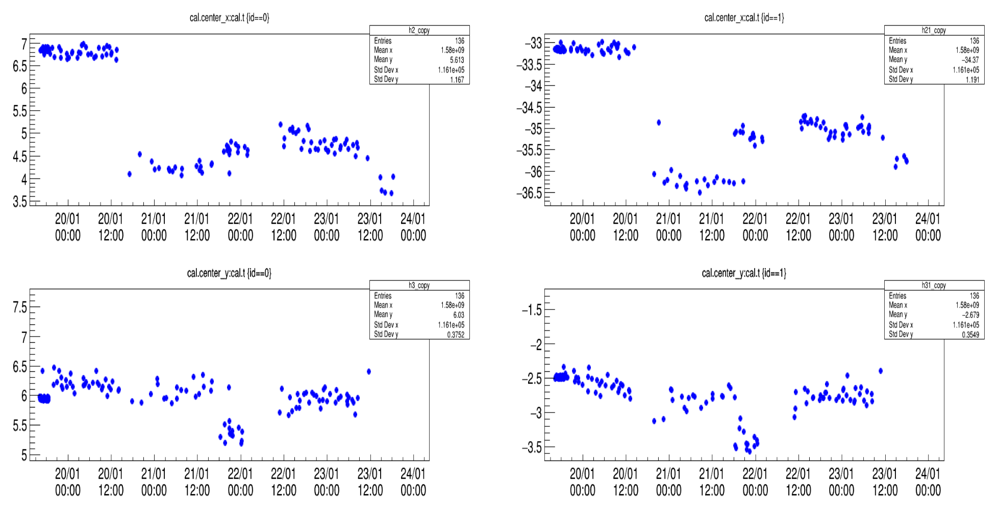 cal.center_x:cal.t {id==0}
h2_copy
Entries 136
Mean x 1.58e+09
Mean y 5.613
Std Dev x 1.161e+05
Std Dev y 1.167
7
6.5
6
5.5
5
4.5
4
3.5
20/01 20/01 21/01 21/01 22/01 22/01 23/01 23/01 24/01
00:00 12:00 00:00 12:00 00:00 12:00 00:00 12:00 00:00
cal.center_x:cal.t {id==1}
h21_copy
Entries 136
Mean x 1.58e+09
Mean y −34.37
Std Dev x 1.161e+05
Std Dev y 1.191
−33
−33.5
−34
−34.5
−35
−35.5
−36
−36.5
20/01 20/01 21/01 21/01 22/01 22/01 23/01 23/01 24/01
00:00 12:00 00:00 12:00 00:00 12:00 00:00 12:00 00:00
cal.center_y:cal.t {id==0}
h3_copy
Entries 136
Mean x 1.58e+09
Mean y 6.03
Std Dev x 1.161e+05
Std Dev y 0.3752
7.5
7
6.5
6
5.5
5
20/01 20/01 21/01 21/01 22/01 22/01 23/01 23/01 24/01
00:00 12:00 00:00 12:00 00:00 12:00 00:00 12:00 00:00
cal.center_y:cal.t {id==1}
h31_copy
Entries 136
Mean x 1.58e+09
Mean y −2.679
Std Dev x 1.161e+05
Std Dev y 0.3549
−1.5
−2
−2.5
−3
−3.5
20/01 20/01 21/01 21/01 22/01 22/01 23/01 23/01 24/01
00:00 12:00 00:00 12:00 00:00 12:00 00:00 12:00 00:00